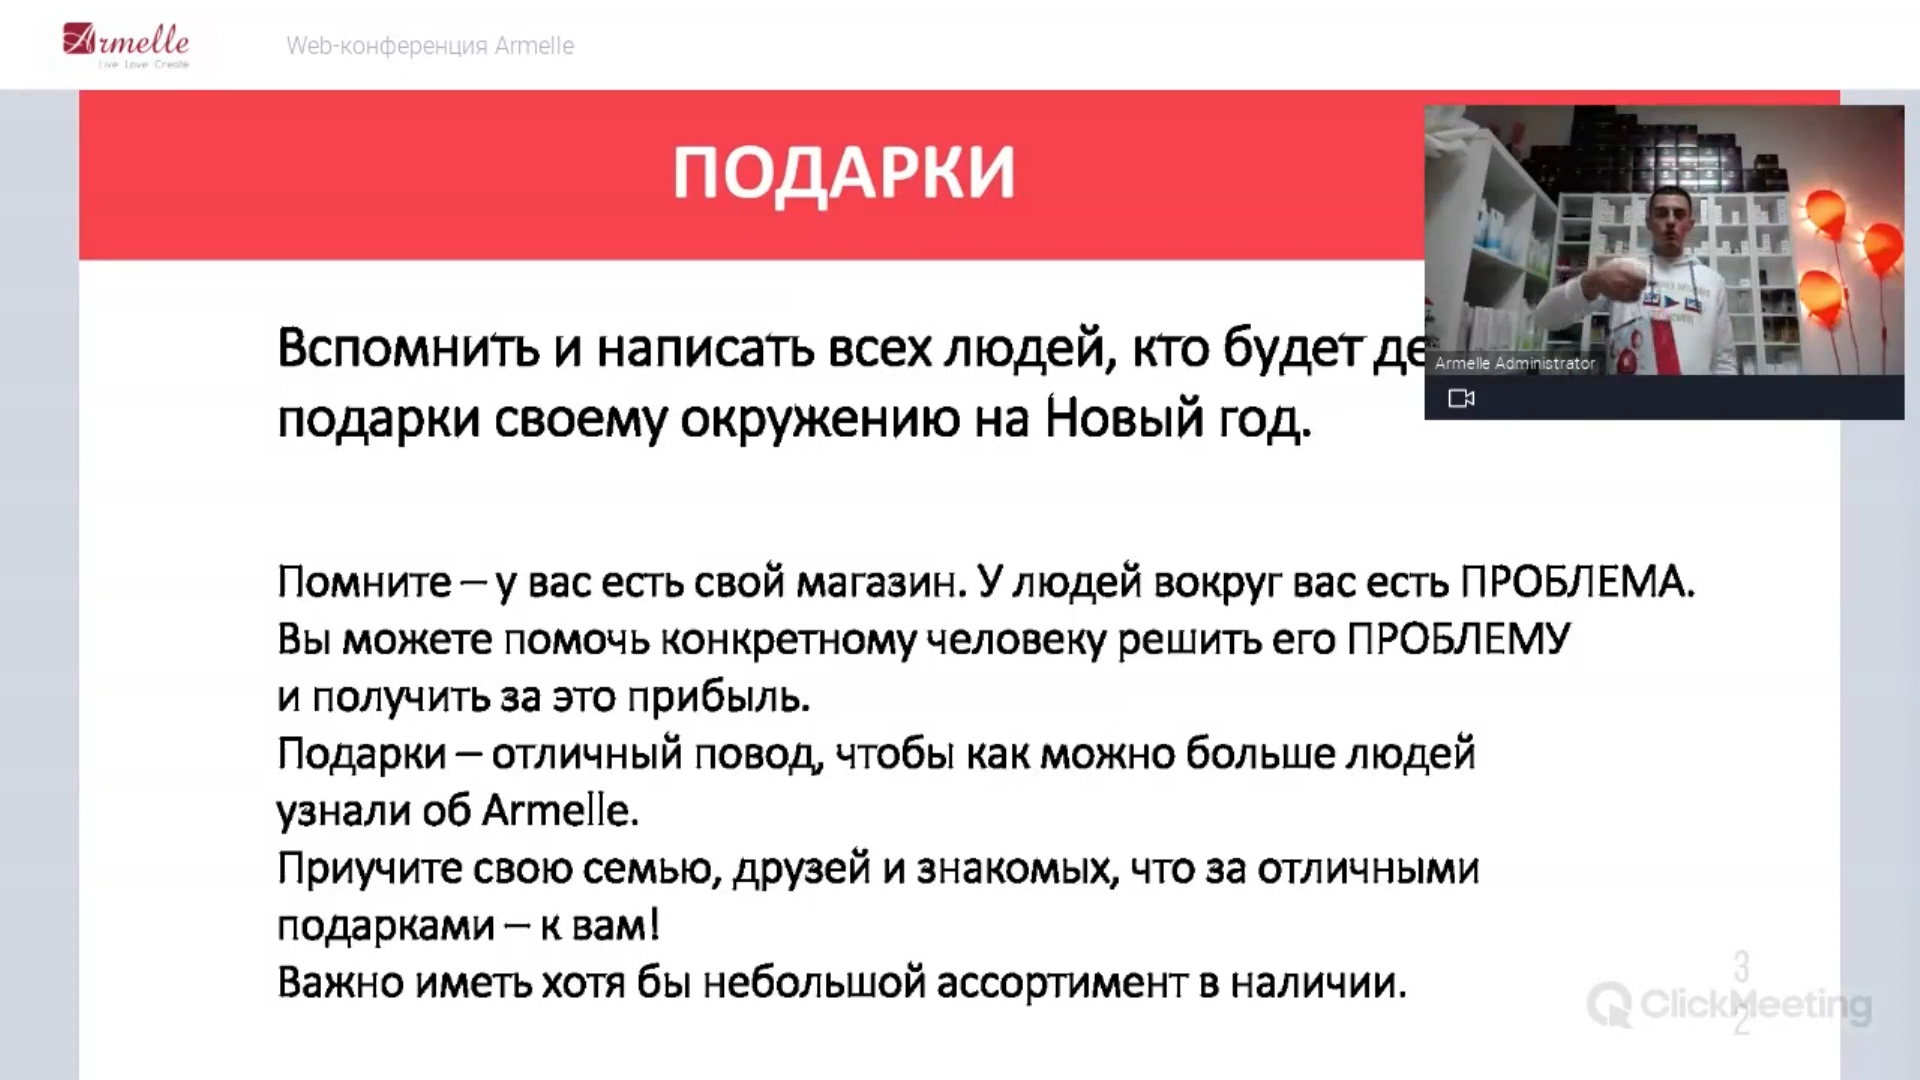 Armelle
Live Love Create
Web-конференция Armelle
ПОДАРКИ
Вспомнить и написать всех людей, кто будет де
подарки своему окружению на Новый год.
Armelle Administrator
Помните – у вас есть свой магазин. У людей вокруг вас есть ПРОБЛЕМА.
Вы можете помочь конкретному человеку решить его ПРОБЛЕМУ
и получить за это прибыль.
Подарки – отличный повод, чтобы как можно больше людей
узнали об Armelle.
Приучите свою семью, друзей и знакомых, что за отличными
подарками – к вам!
Важно иметь хотя бы небольшой ассортимент в наличии.
3
ClickMeeting
2